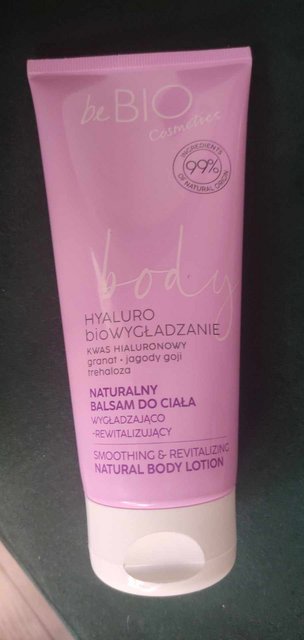 beBIO
Cosmetics
INGREDIENTS
99%
OF NATURAL ORIGIN
body
HYALURO
biOWYGŁADZANIE
KWAS HIALURONOWY
granat • jagody goji
trehaloza
NATURALNY
BALSAM DO CIAŁA
WYGŁADZAJĄCO
-REWITALIZUJĄCY
SMOOTHING & REVITALIZING
NATURAL BODY LOTION